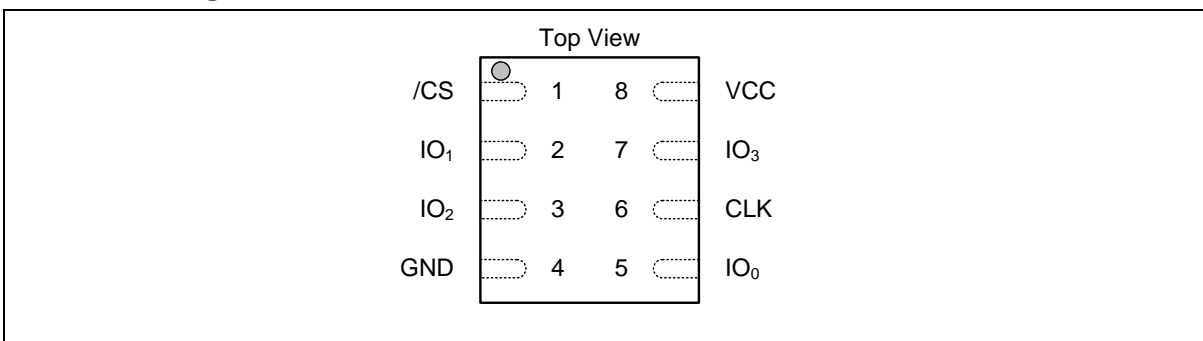 Top View
/CS 1 8 VCC
IO₁ 2 7 IO₃
IO₂ 3 6 CLK
GND 4 5 IO₀